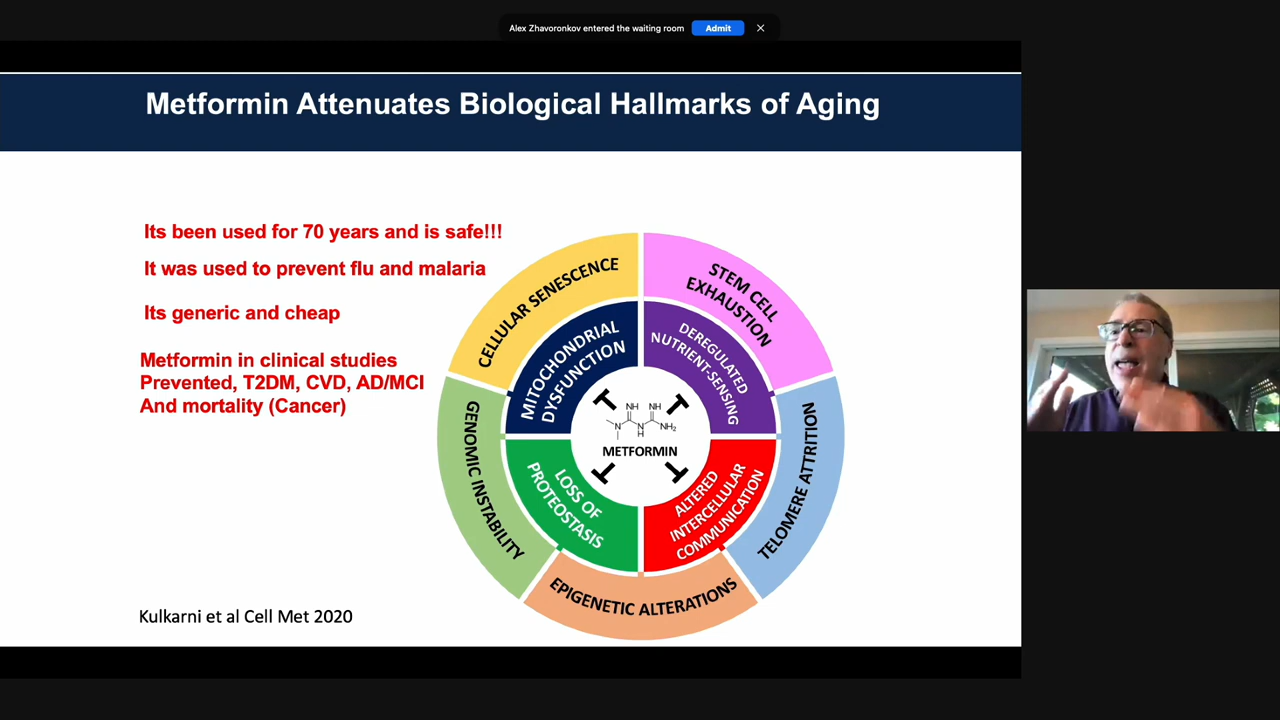 Alex Zhavoronkov entered the waiting room
Admit
Metformin Attenuates Biological Hallmarks of Aging
Its been used for 70 years and is safe!!!
It was used to prevent flu and malaria
Its generic and cheap
Metformin in clinical studies
Prevented, T2DM, CVD, AD/MCI
And mortality (Cancer)
CELLULAR SENESCENCE
STEM CELL
EXHAUSTION
MITOCHONDRIAL
DYSFUNCTION
DEREGULATED
NUTRIENT-SENSING
NH NH
N N NH2
H
METFORMIN
GENOMIC INSTABILITY
TELOMERE ATTRITION
LOSS OF
PROTEOSTASIS
ALTERED
INTERCELLULAR
COMMUNICATION
EPIGENETIC ALTERATIONS
Kulkarni et al Cell Met 2020